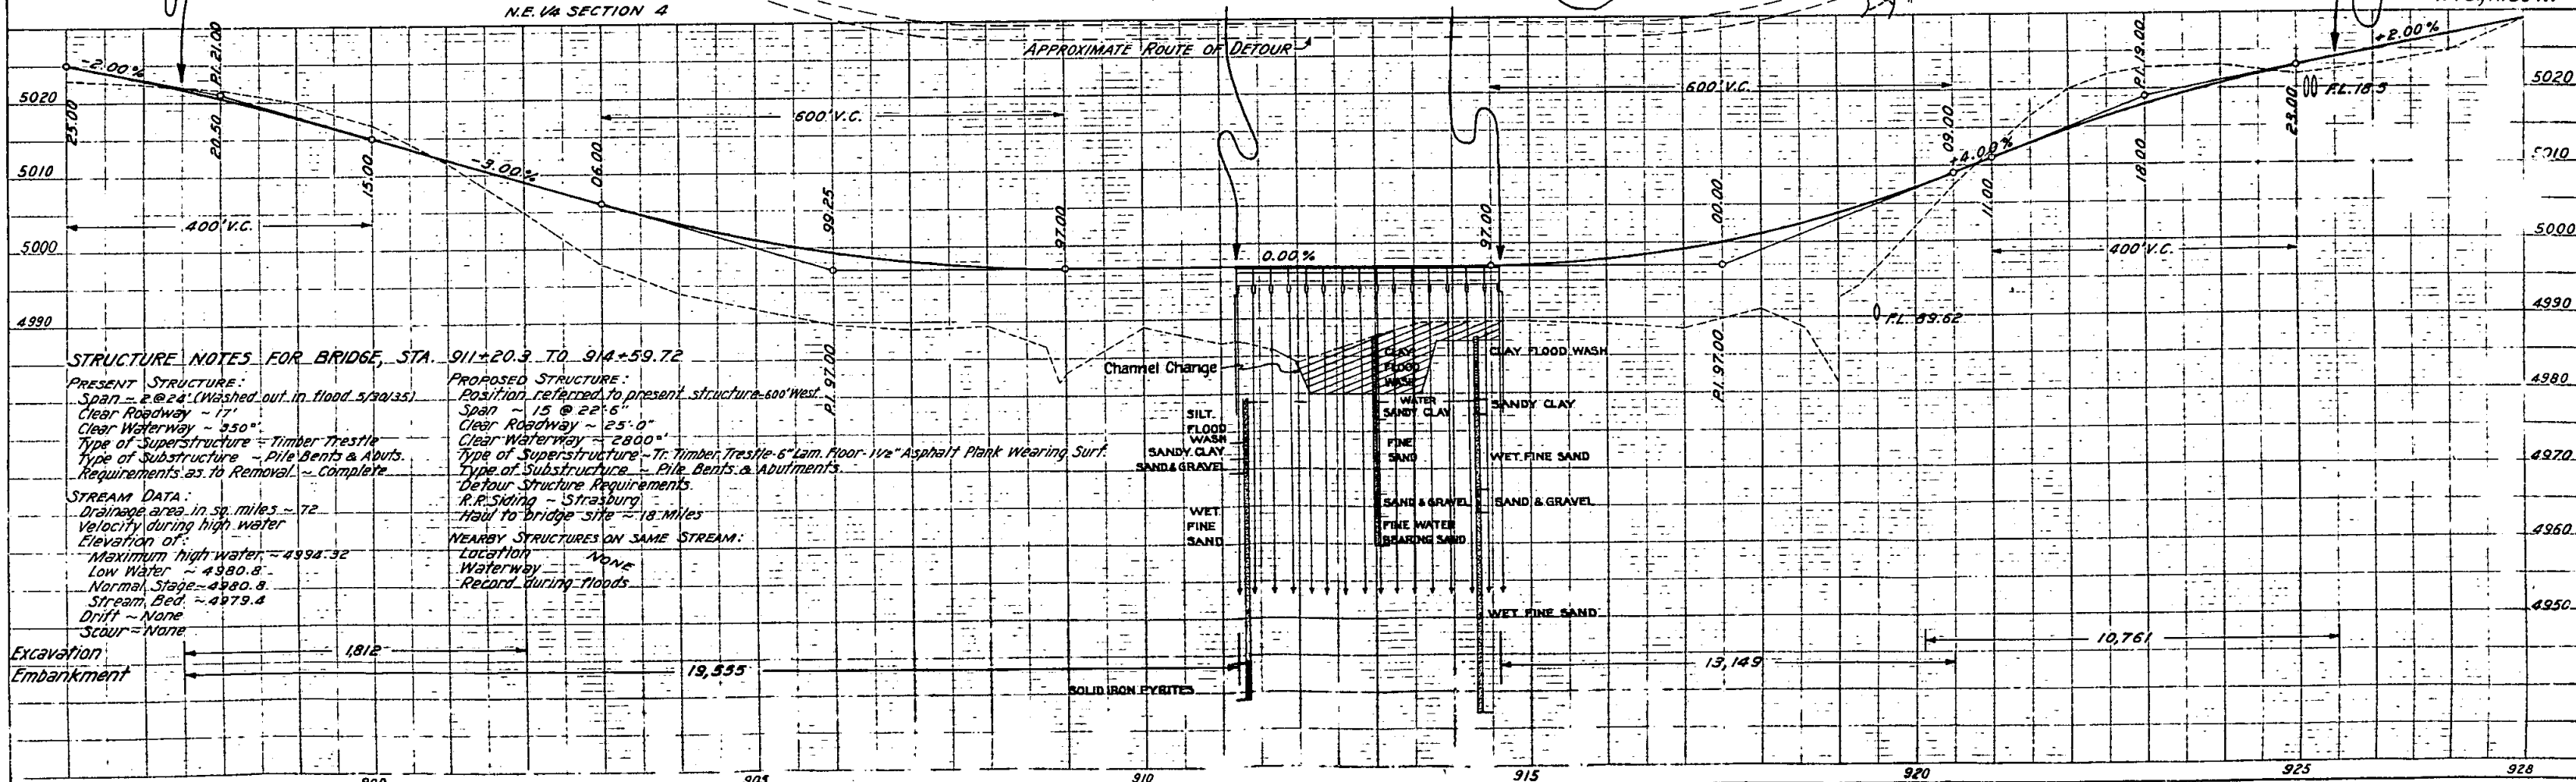 N.E. 1/4 SECTION 4
APPROXIMATE ROUTE OF DETOUR
-2.00%
P.I. 21.00
+2.00%
P.I. 19.00
5020
5020
25.00
20.50
15.00
-3.00%
06.00
600' V.C.
600' V.C.
F.L. 18.5
23.00
18.00
09.00
+4.00%
11.00
5010
5010
400' V.C.
99.25
97.00
0.00%
97.00
00.00
400' V.C.
5000
5000
4990
4990
P.I. 97.00
P.I. 97.00
F.L. 89.62
STRUCTURE NOTES FOR BRIDGE, STA. 911+20.3 TO 914+59.72
PRESENT STRUCTURE:
Span ~ 2 @ 24' (Washed out in flood 5/30/35)
Clear Roadway ~ 17'
Clear Waterway ~ 350□'
Type of Superstructure ~ Timber Trestle
Type of Substructure ~ Pile Bents & Abuts.
Requirements as to Removal ~ Complete
STREAM DATA:
Drainage area in sq. miles ~ 72
Velocity during high water
Elevation of:
Maximum high water ~ 4994.32
Low Water ~ 4980.8
Normal Stage ~ 4980.8
Stream Bed ~ 4979.4
Drift ~ None
Scour ~ None
PROPOSED STRUCTURE:
Position referred to present structure ~ 600' West
Span ~ 15 @ 22'-6"
Clear Roadway ~ 25'-0"
Clear Waterway ~ 2800□'
Type of Superstructure ~ Tr. Timber Trestle-6" Lam. Floor-1 1/2" Asphalt Plank Wearing Surf.
Type of Substructure ~ Pile Bents & Abutments.
Detour Structure Requirements
R.R. Siding ~ Strasburg
Haul to bridge site ~ 18 Miles
NEARBY STRUCTURES ON SAME STREAM:
Location
NONE
Waterway
Record during floods
Channel Change
SILT.
FLOOD
WASH
SANDY CLAY
SAND & GRAVEL
WET
FINE
SAND
SOLID IRON PYRITES
CLAY
FLOOD
WASH
WATER
SANDY CLAY
FINE
SAND
SAND & GRAVEL
FINE WATER
BEARING SAND
CLAY FLOOD WASH
SANDY CLAY
WET FINE SAND
SAND & GRAVEL
WET FINE SAND
4980
4970
4960
4950
Excavation
1,812
10,761
Embankment
19,555
13,149
905
910
915
920
925
928